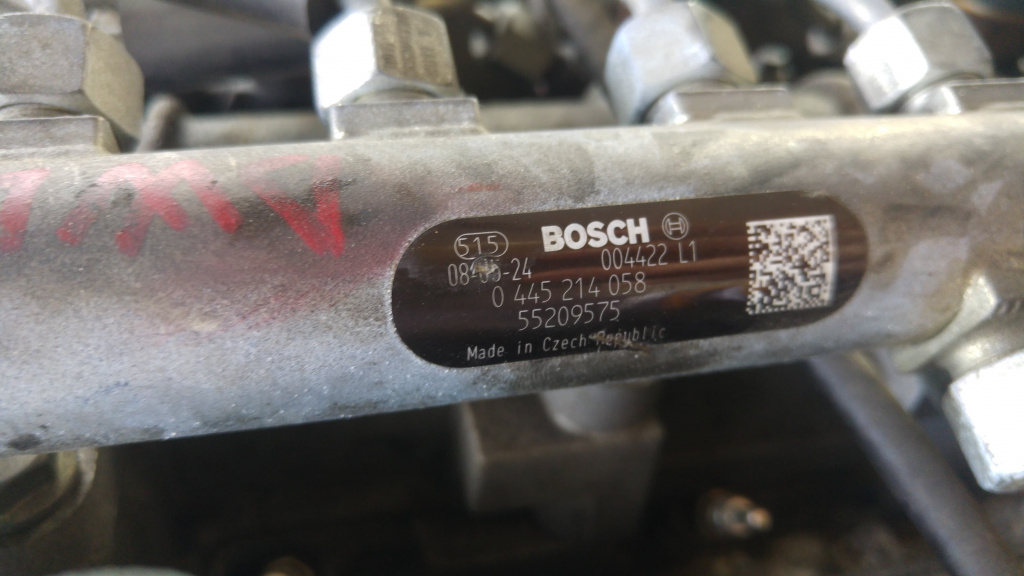 515
BOSCH
004422 L1
0 445 214 058
55209575
Made in Czech Republic